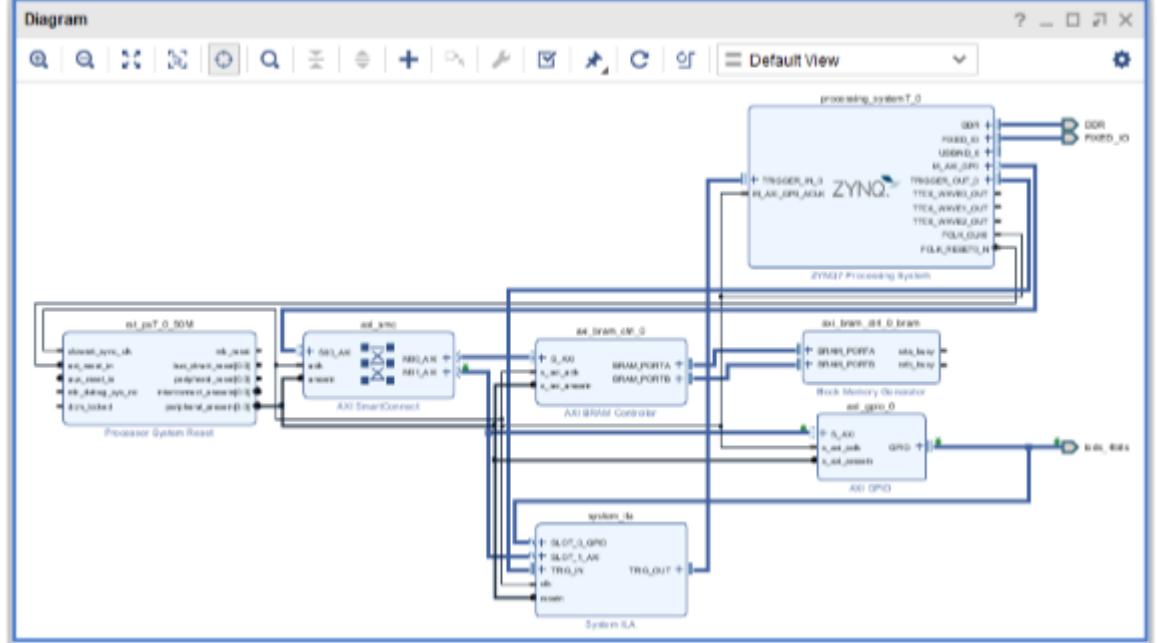 Diagram
Default View
processing_system7_0
DDR
FIXED_IO
USBIND_0
M_AXI_GP0
TRIGGER_IN_0
TRIGGER_OUT_0
M_AXI_GP0_ACLK
ZYNQ
TTC0_WAVE0_OUT
TTC0_WAVE1_OUT
TTC0_WAVE2_OUT
FCLK_CLK0
FCLK_RESET0_N
DDR
FIXED_IO
ZYNQ7 Processing System
rst_ps7_0_50M
slowest_sync_clk
ext_reset_in
aux_reset_in
mb_debug_sys_rst
dcm_locked
mb_reset
bus_struct_reset[0:0]
peripheral_reset[0:0]
interconnect_aresetn[0:0]
peripheral_aresetn[0:0]
Processor System Reset
axi_smc
S00_AXI
aclk
aresetn
M00_AXI
M01_AXI
AXI SmartConnect
axi_bram_ctrl_0
S_AXI
s_axi_aclk
s_axi_aresetn
BRAM_PORTA
BRAM_PORTB
AXI BRAM Controller
axi_bram_ctrl_0_bram
BRAM_PORTA
BRAM_PORTB
rsta_busy
rstb_busy
Block Memory Generator
axi_gpio_0
S_AXI
s_axi_aclk
s_axi_aresetn
GPIO
AXI GPIO
system_ila
SLOT_0_GPIO
SLOT_1_AXI
TRIG_IN
clk
resetn
TRIG_OUT
System ILA